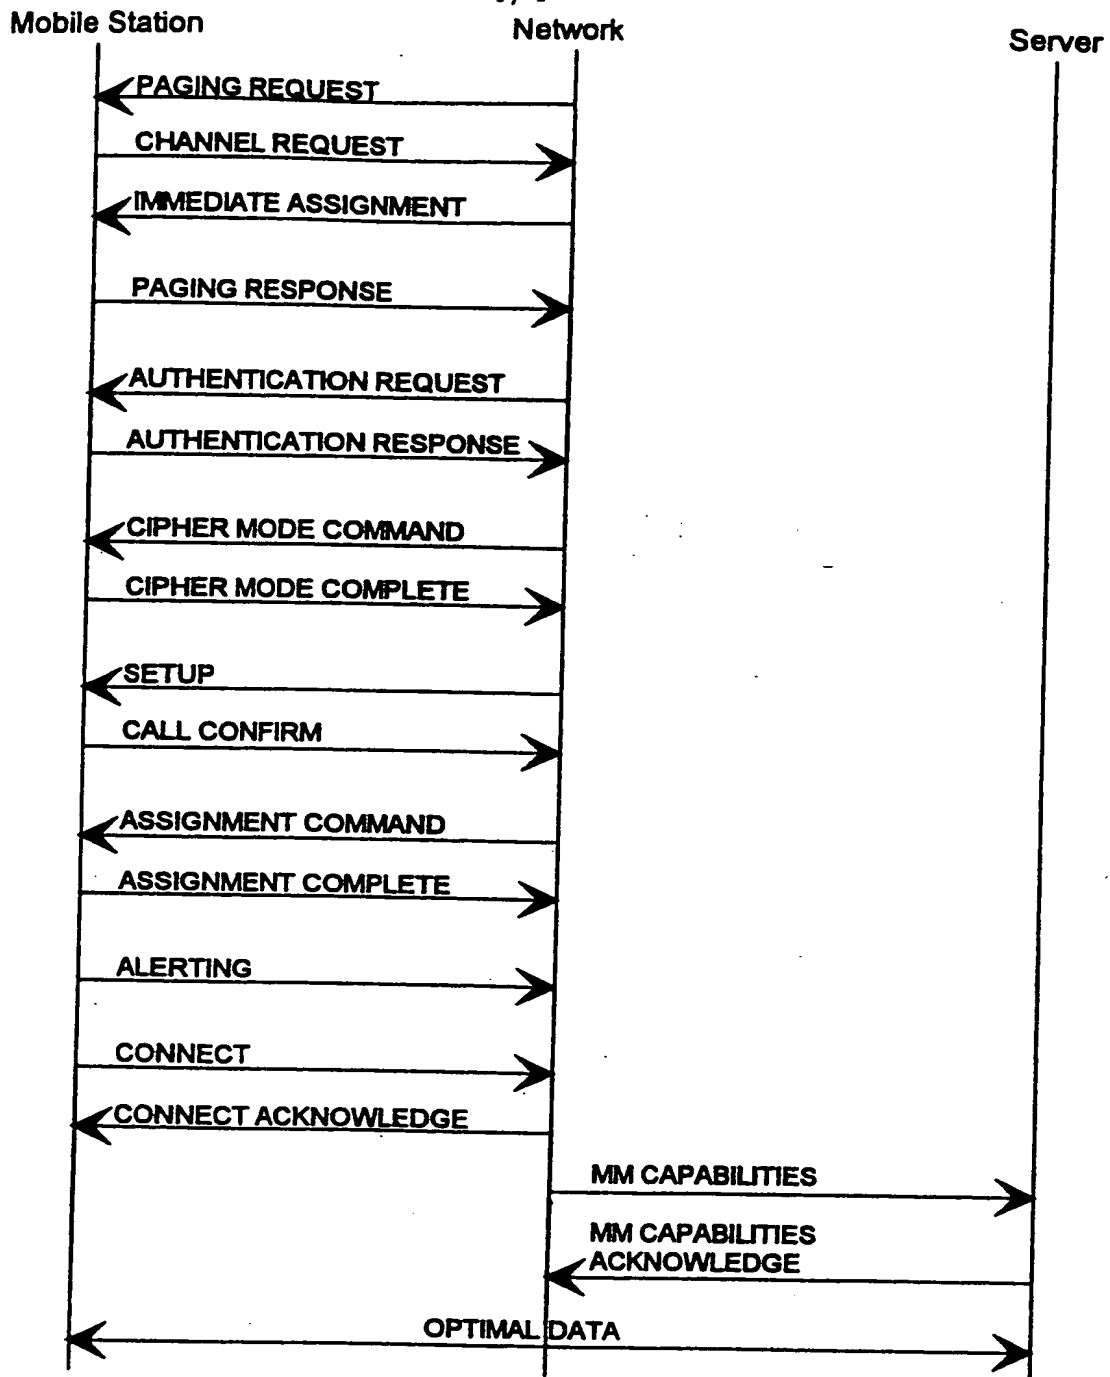 Mobile Station
Network
Server
PAGING REQUEST
CHANNEL REQUEST
IMMEDIATE ASSIGNMENT
PAGING RESPONSE
AUTHENTICATION REQUEST
AUTHENTICATION RESPONSE
CIPHER MODE COMMAND
CIPHER MODE COMPLETE
SETUP
CALL CONFIRM
ASSIGNMENT COMMAND
ASSIGNMENT COMPLETE
ALERTING
CONNECT
CONNECT ACKNOWLEDGE
MM CAPABILITIES
MM CAPABILITIES
ACKNOWLEDGE
OPTIMAL DATA